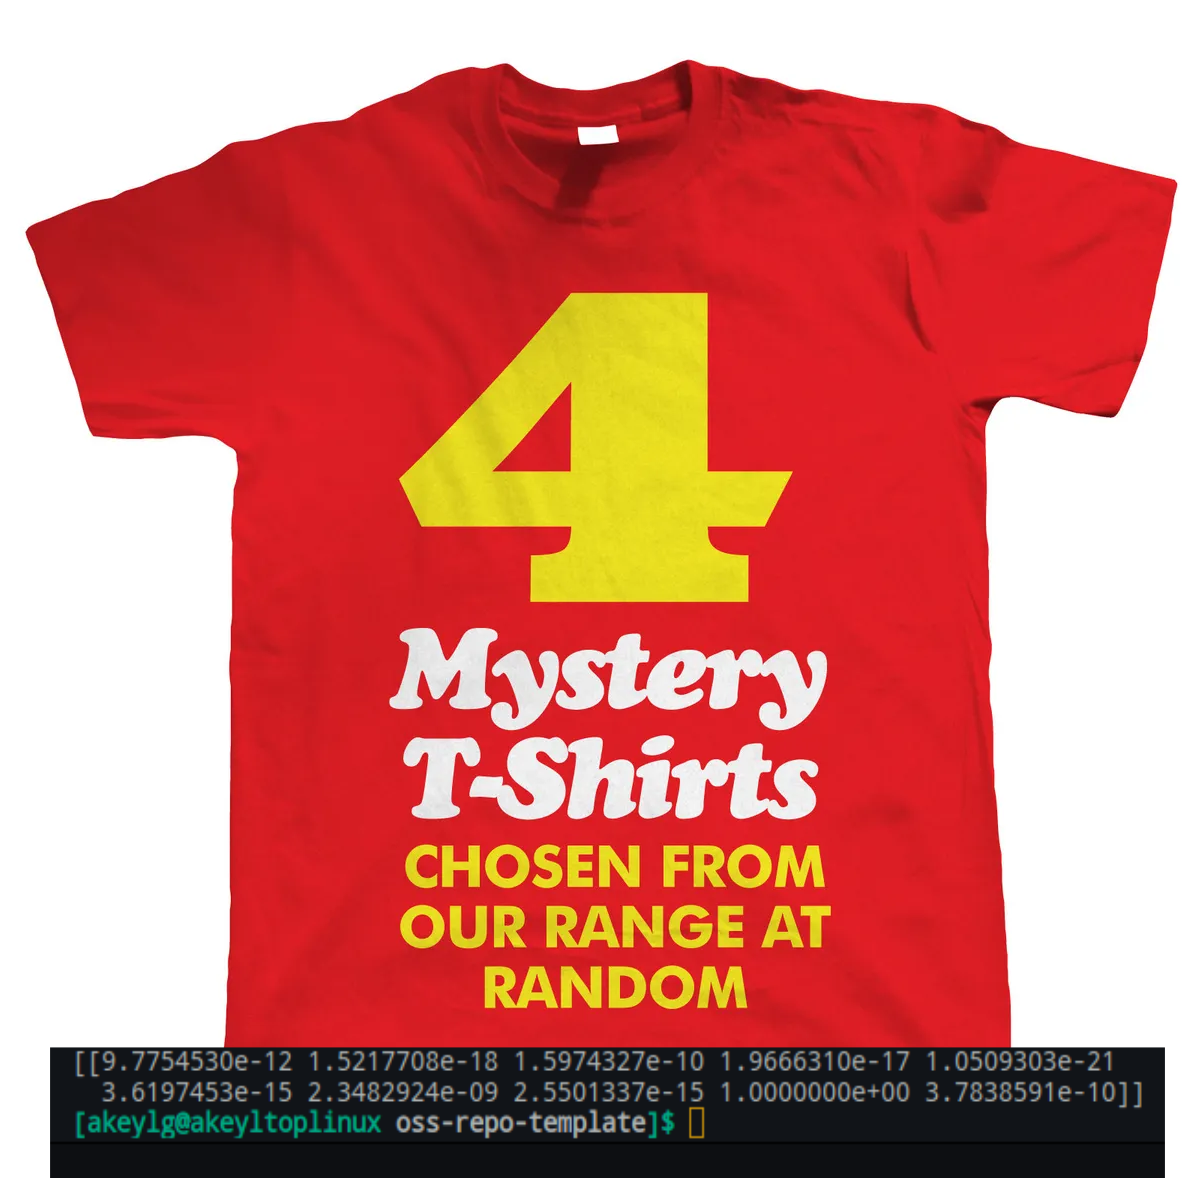 4
Mystery
T-Shirts
CHOSEN FROM
OUR RANGE AT
RANDOM
[[9.7754530e-12 1.5217708e-18 1.5974327e-10 1.9666310e-17 1.0509303e-21
3.6197453e-15 2.3482924e-09 2.5501337e-15 1.0000000e+00 3.7838591e-10]]
[akeylg@akeyltoplinux oss-repo-template]$